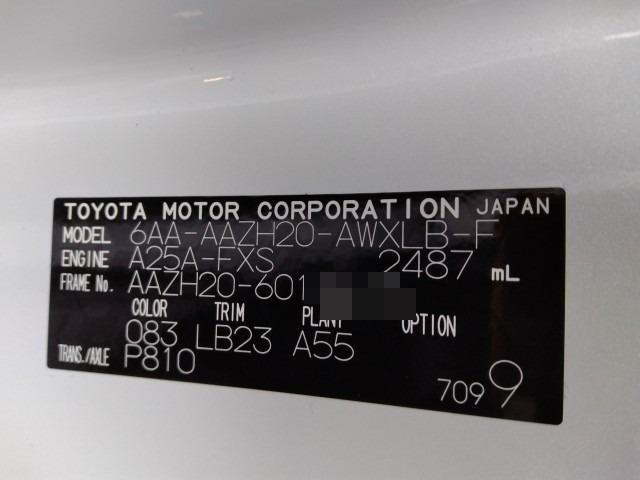 TOYOTA MOTOR CORPORATION JAPAN
MODEL 6AA-AAZH20-AWXLB-F
ENGINE A25A-FXS 2487 mL
FRAME No. AAZH20-601
COLOR TRIM PLANT OPTION
083 LB23 A55
TRANS./AXLE P810
7099